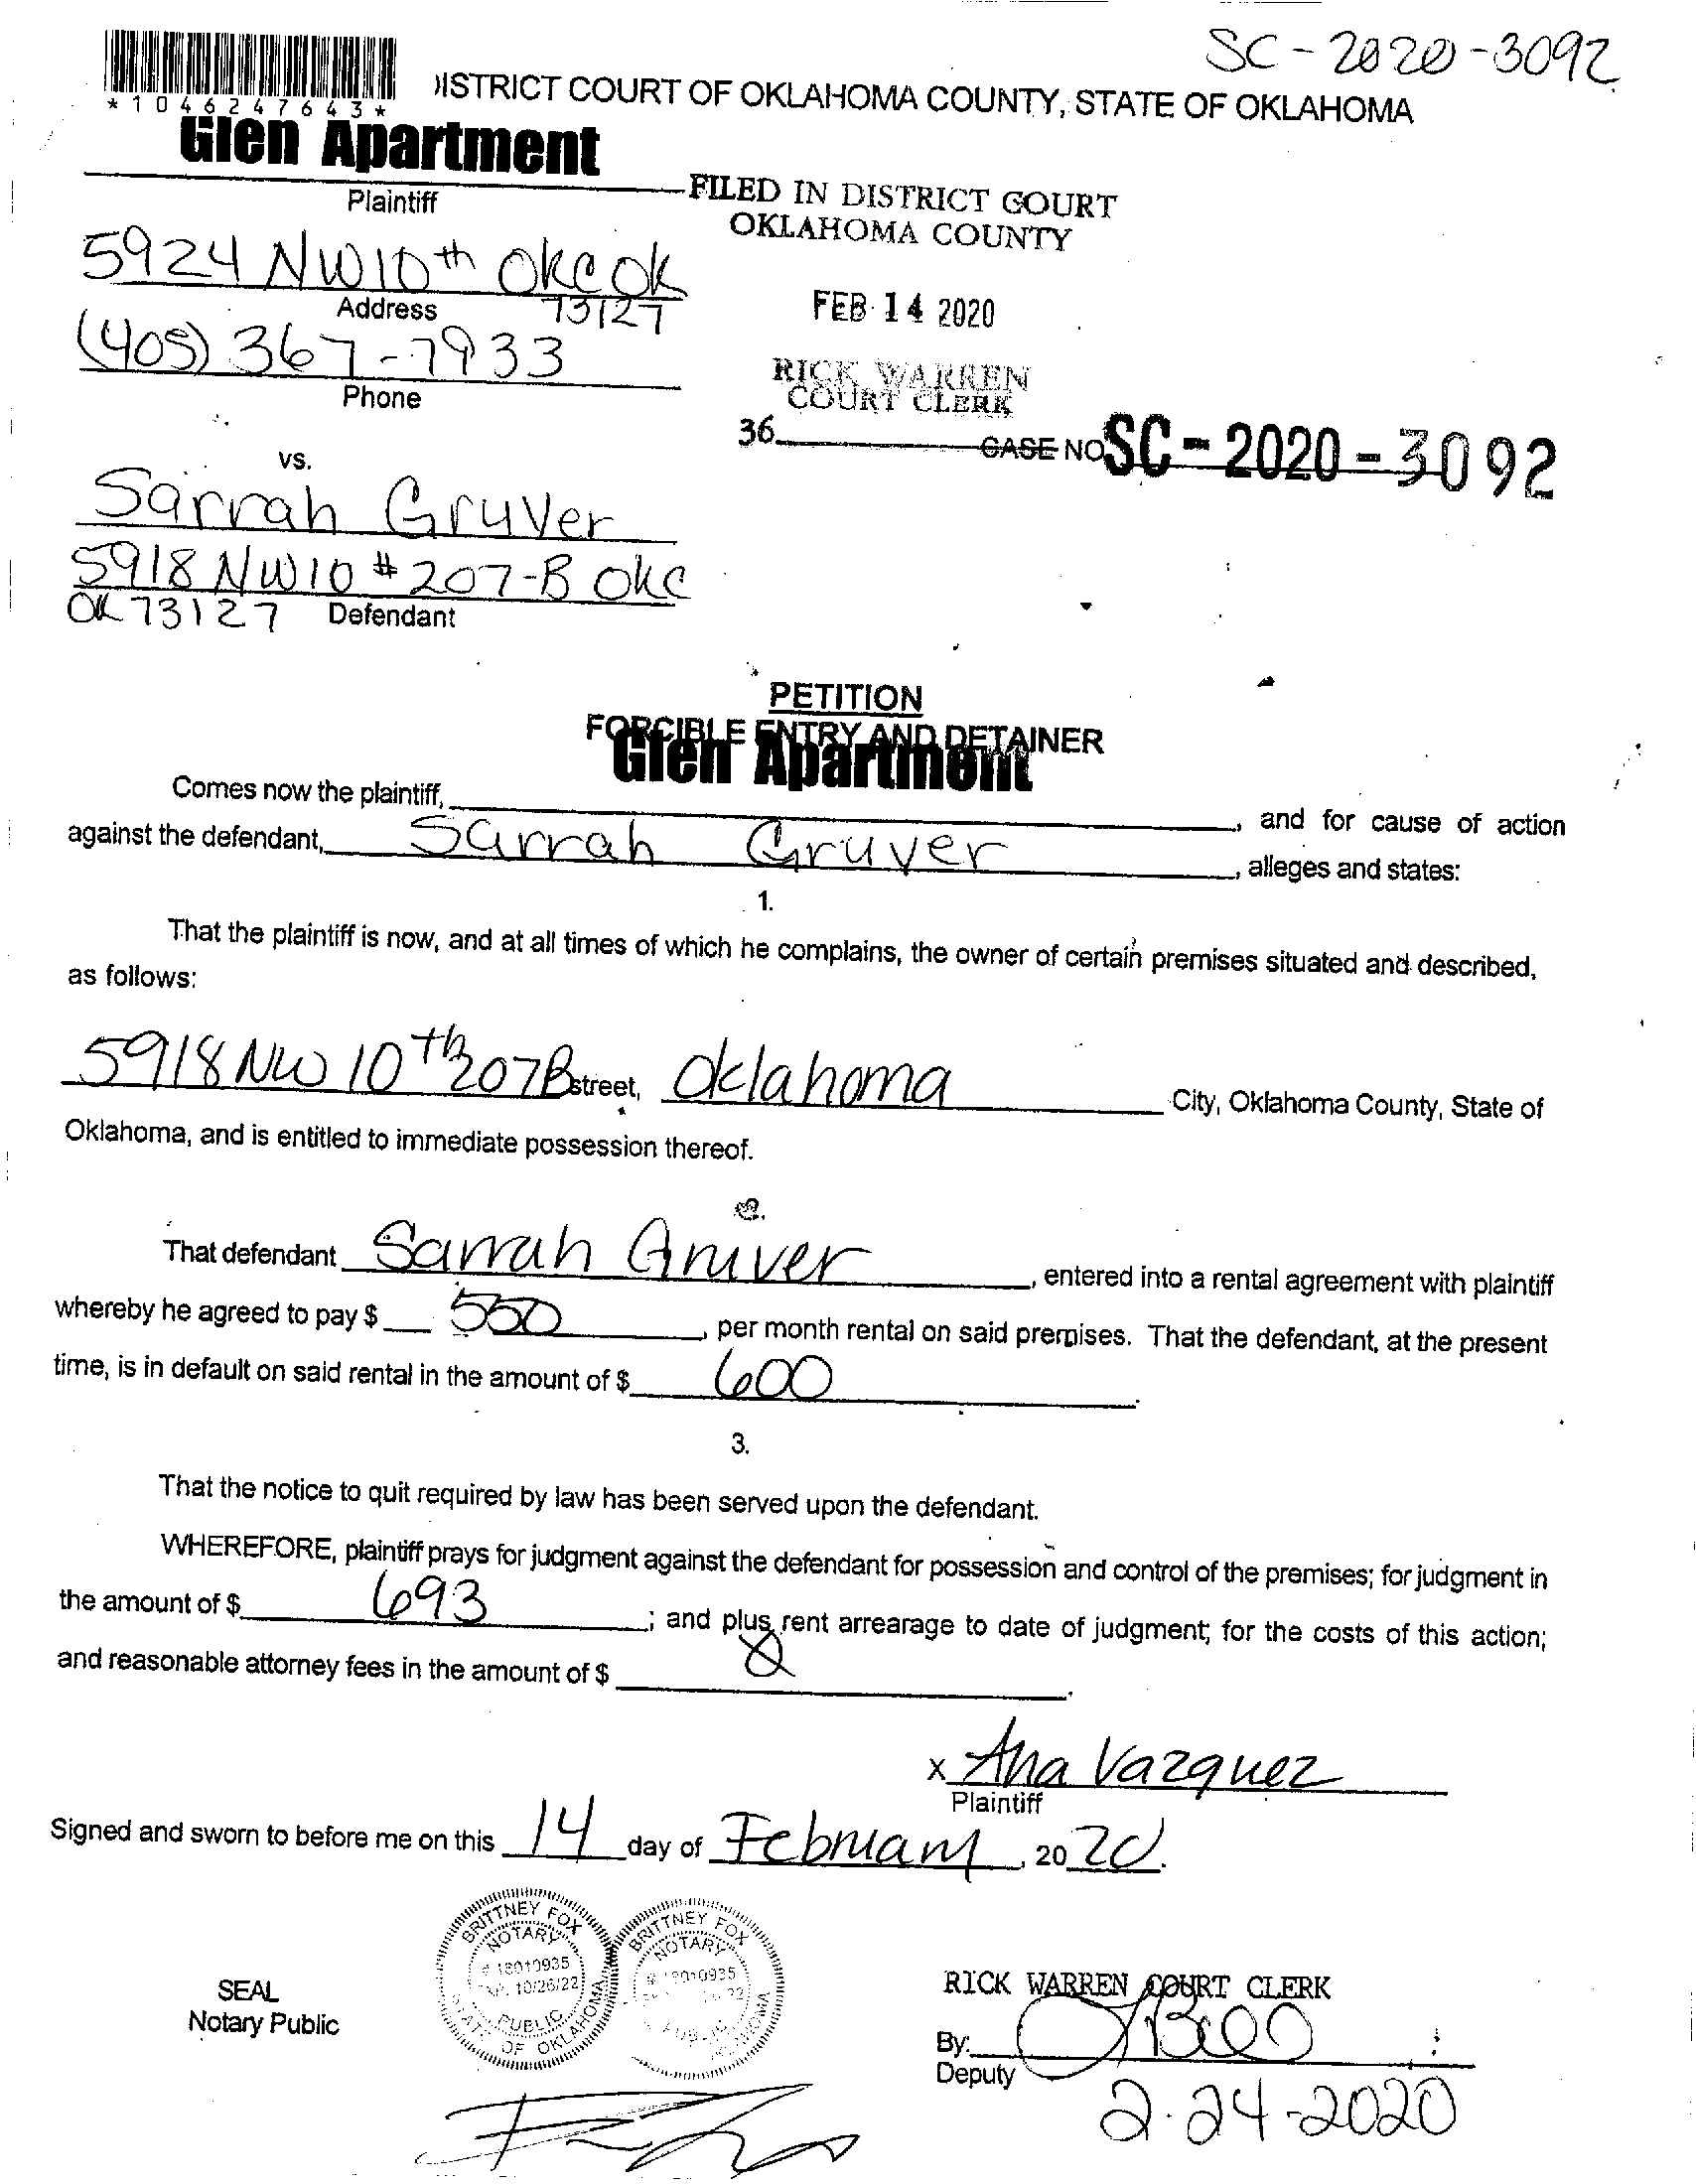 SC-2020-3092
*1046247643*
DISTRICT COURT OF OKLAHOMA COUNTY, STATE OF OKLAHOMA
Glen Apartment
Plaintiff
FILED IN DISTRICT COURT
OKLAHOMA COUNTY
5924 NW 10th OKC OK
Address
73127
FEB 14 2020
(405) 367-7933
Phone
RICK WARREN
COURT CLERK
36
CASE NO SC-2020-3092
vs.
Sarrah Gruver
5918 NW 10 # 207-B OKC
OK 73127 Defendant
PETITION
FORCIBLE ENTRY AND DETAINER
Glen Apartment
Comes now the plaintiff, , and for cause of action
against the defendant, Sarrah Gruver , alleges and states:
1.
That the plaintiff is now, and at all times of which he complains, the owner of certain premises situated and described,
as follows:
5918 NW 10th 207B street, Oklahoma City, Oklahoma County, State of
Oklahoma, and is entitled to immediate possession thereof.
2.
That defendant Sarrah Gruver , entered into a rental agreement with plaintiff
whereby he agreed to pay $ 550 , per month rental on said premises. That the defendant, at the present
time, is in default on said rental in the amount of $ 600 .
3.
That the notice to quit required by law has been served upon the defendant.
WHEREFORE, plaintiff prays for judgment against the defendant for possession and control of the premises; for judgment in
the amount of $ 693 ; and plus rent arrearage to date of judgment; for the costs of this action;
and reasonable attorney fees in the amount of $ .
X Ana Vazquez
Plaintiff
Signed and sworn to before me on this 14 day of February , 2020.
BRITTNEY FOX
NOTARY
# 18010935
EXP. 10/26/22
PUBLIC
STATE OF OKLAHOMA
BRITTNEY FOX
NOTARY
SEAL
Notary Public
RICK WARREN COURT CLERK
By:
Deputy
2-24-2020